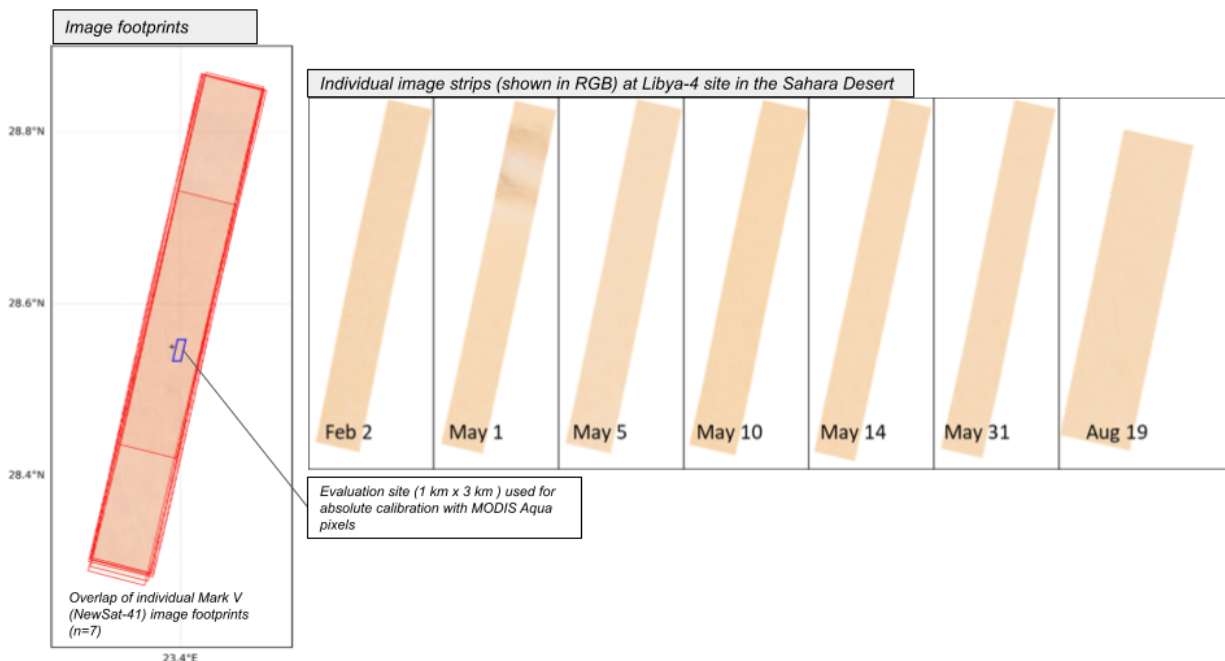 Image footprints
Individual image strips (shown in RGB) at Libya-4 site in the Sahara Desert
28.8°N
28.6°N
28.4°N
23.4°E
Overlap of individual Mark V
(NewSat-41) image footprints
(n=7)
Feb 2
May 1
May 5
May 10
May 14
May 31
Aug 19
Evaluation site (1 km x 3 km ) used for
absolute calibration with MODIS Aqua
pixels